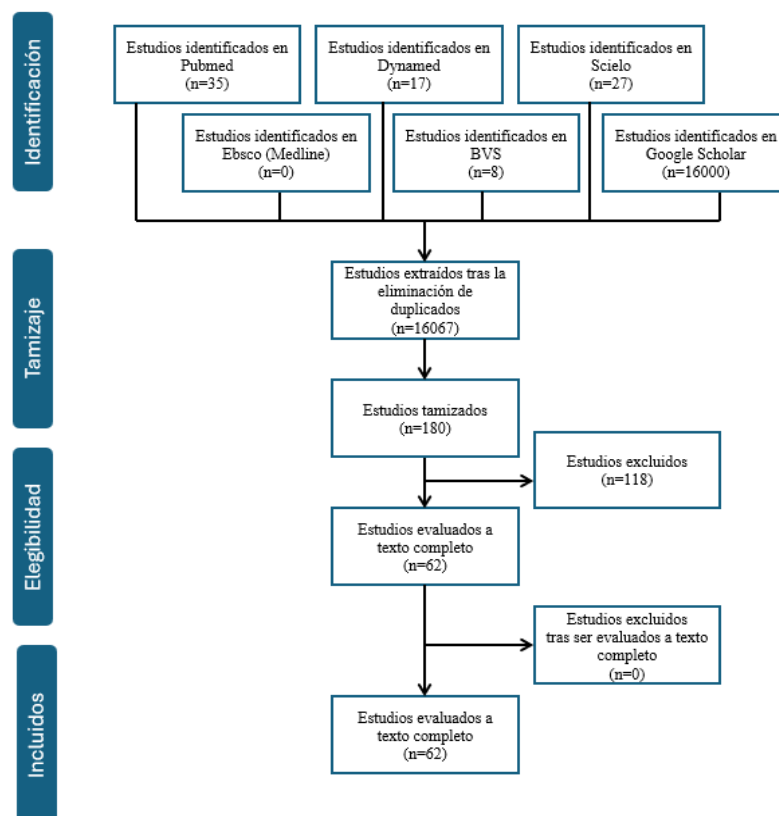 Identificación
Estudios identificados en
Pubmed
(n=35)
Estudios identificados en
Dynamed
(n=17)
Estudios identificados en
Scielo
(n=27)
Estudios identificados en
Ebsco (Medline)
(n=0)
Estudios identificados en
BVS
(n=8)
Estudios identificados en
Google Scholar
(n=16000)
Tamizaje
Estudios extraídos tras la
eliminación de
duplicados
(n=16067)
Estudios tamizados
(n=180)
Elegibilidad
Estudios excluidos
(n=118)
Estudios evaluados a
texto completo
(n=62)
Estudios excluidos
tras ser evaluados a texto
completo
(n=0)
Incluidos
Estudios evaluados a
texto completo
(n=62)